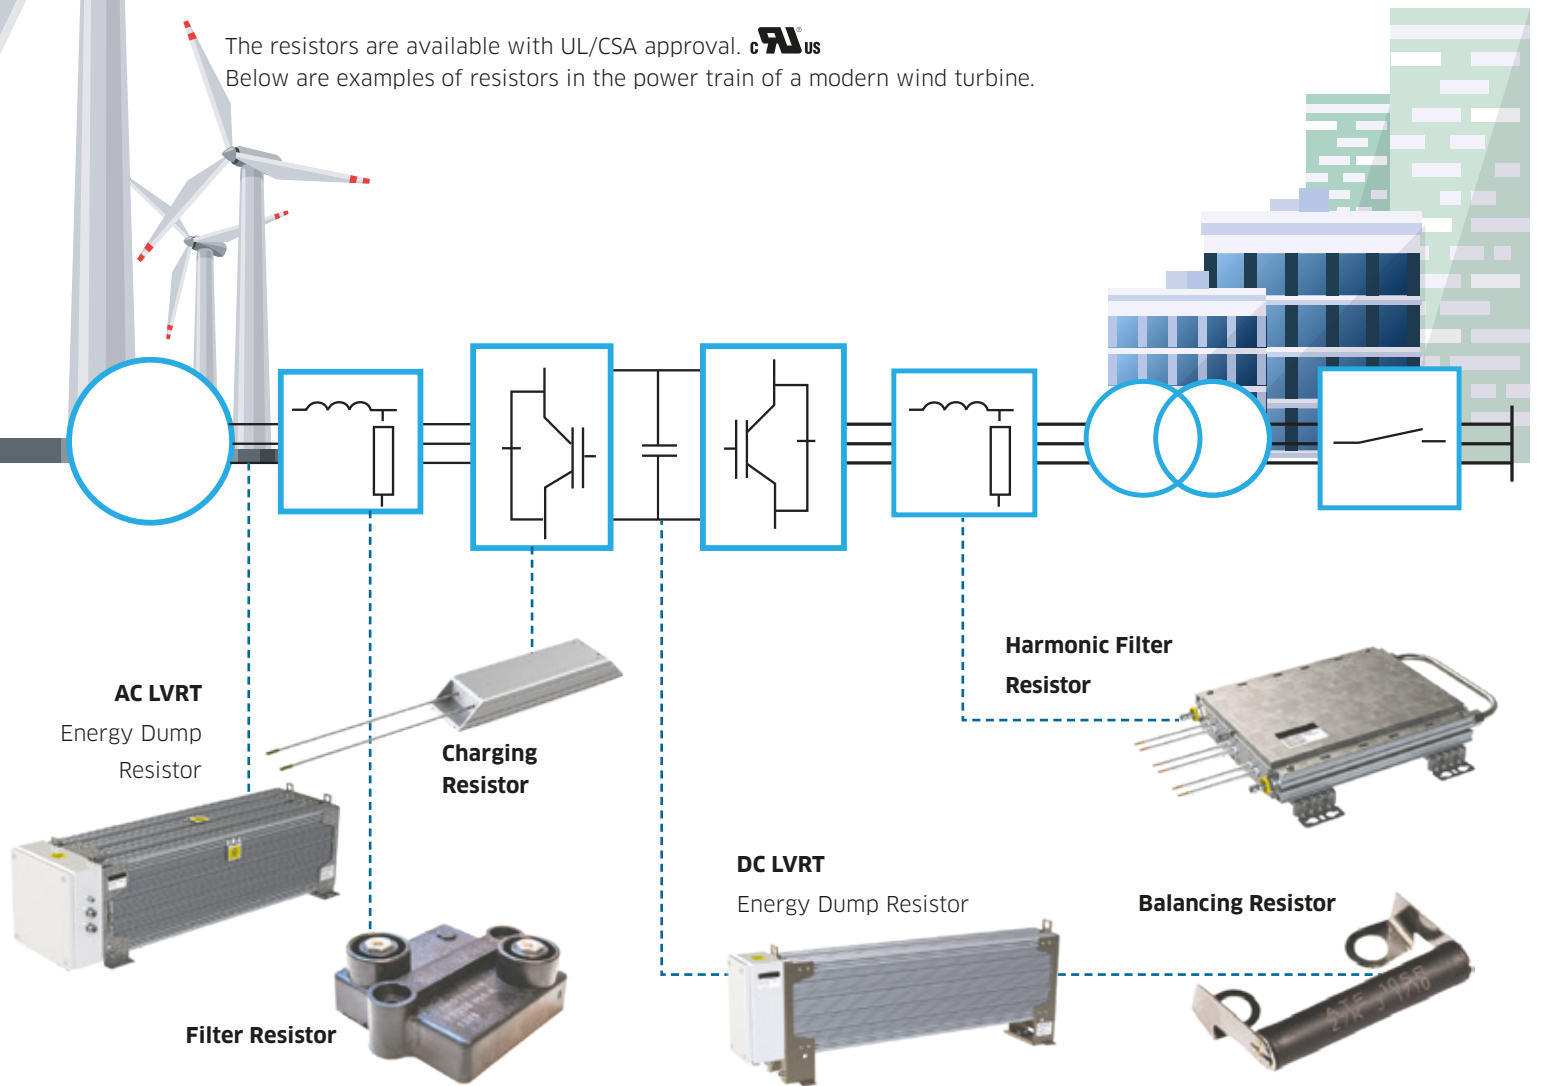 The resistors are available with UL/CSA approval. c RU ® US
Below are examples of resistors in the power train of a modern wind turbine.
Harmonic Filter
Resistor
AC LVRT
Energy Dump
Resistor
Charging
Resistor
DC LVRT
Energy Dump Resistor
Balancing Resistor
Filter Resistor